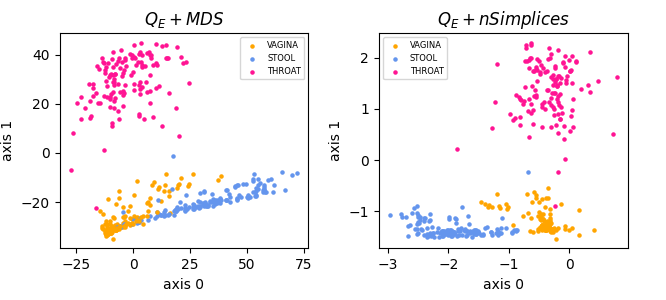 Q_E + MDS
VAGINA
STOOL
THROAT
axis 1
40
20
0
−20
−25 0 25 50 75
axis 0
Q_E + nSimplices
VAGINA
STOOL
THROAT
axis 1
2
1
0
−1
−3 −2 −1 0
axis 0